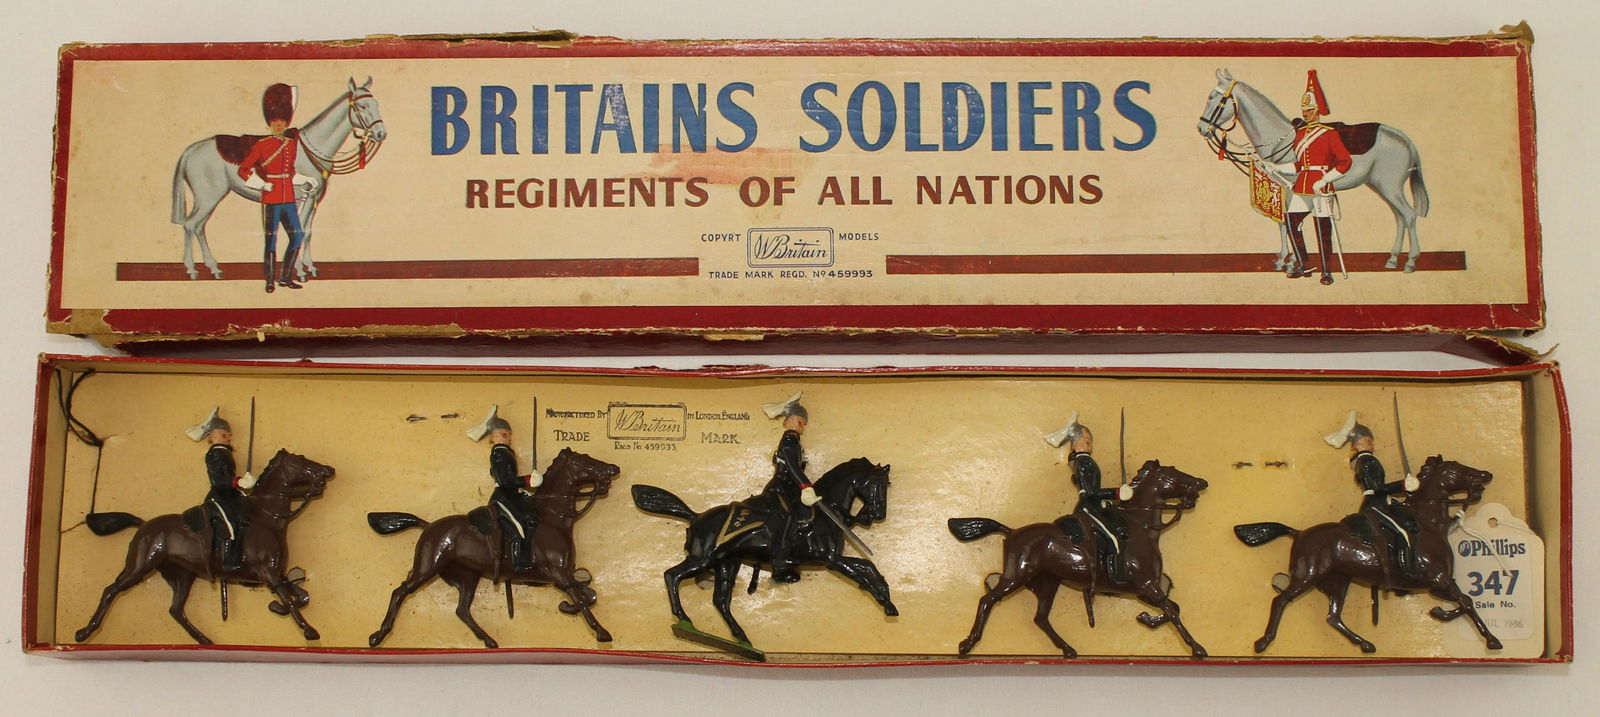 BRITAINS SOLDIERS
REGIMENTS OF ALL NATIONS
COPYRT W Britain MODELS
TRADE MARK REGD. Nº 459993
MANUFACTURED BY W Britain IN LONDON, ENGLAND
TRADE MARK
REGD No 459993
Phillips
347
Sale No.
JUL 1986